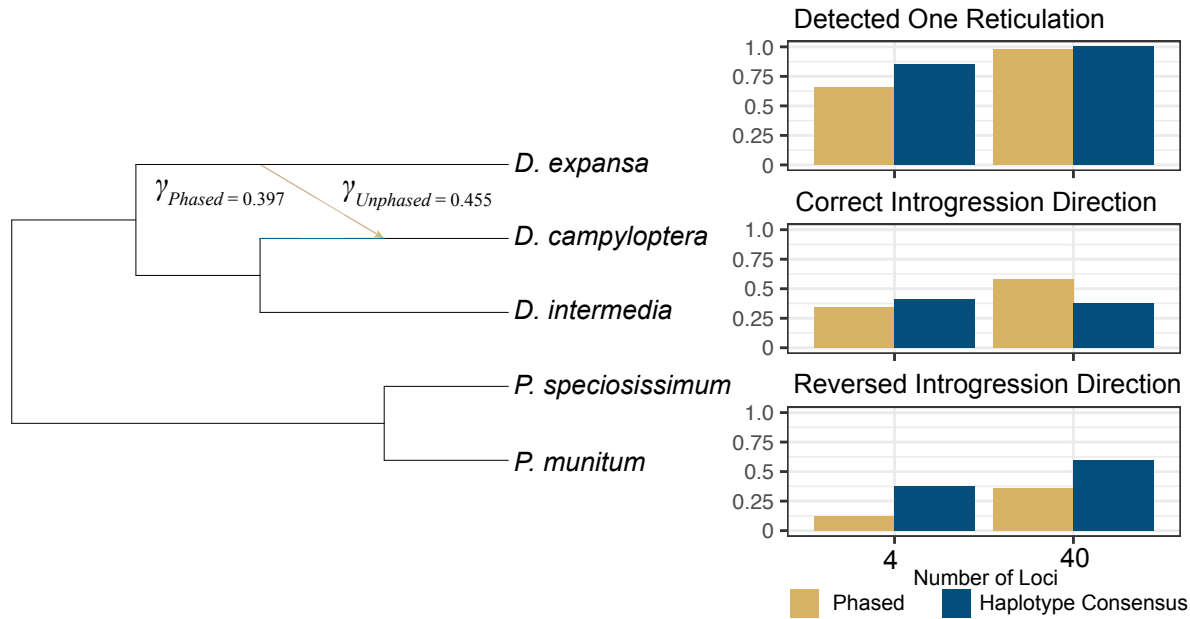 D. expansa
γPhased = 0.397
γUnphased = 0.455
D. campyloptera
D. intermedia
P. speciosissimum
P. munitum
Detected One Reticulation
1.0
0.75
0.5
0.25
0
Correct Introgression Direction
1.0
0.75
0.5
0.25
0
Reversed Introgression Direction
1.0
0.75
0.5
0.25
0
4 40
Number of Loci
Phased Haplotype Consensus